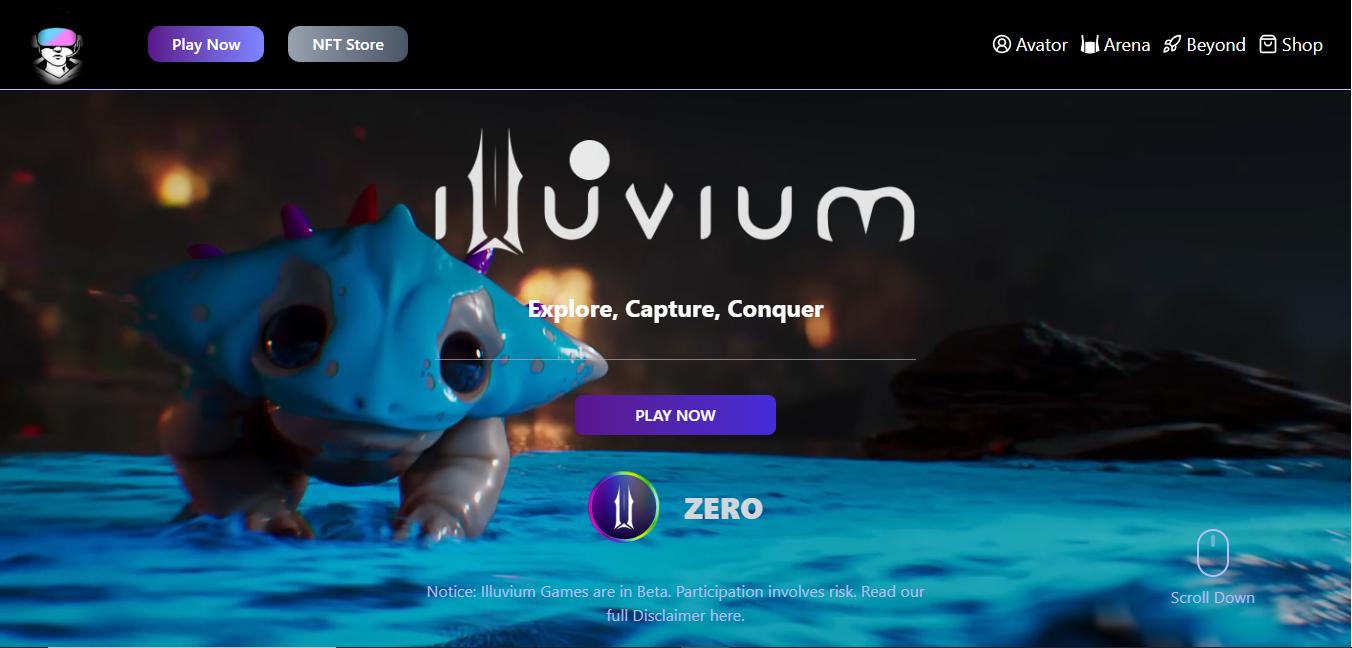 Play Now
NFT Store
Avator
Arena
Beyond
Shop
ILLUVIUM
Explore, Capture, Conquer
PLAY NOW
ZERO
Notice: Illuvium Games are in Beta. Participation involves risk. Read our
full Disclaimer here.
Scroll Down